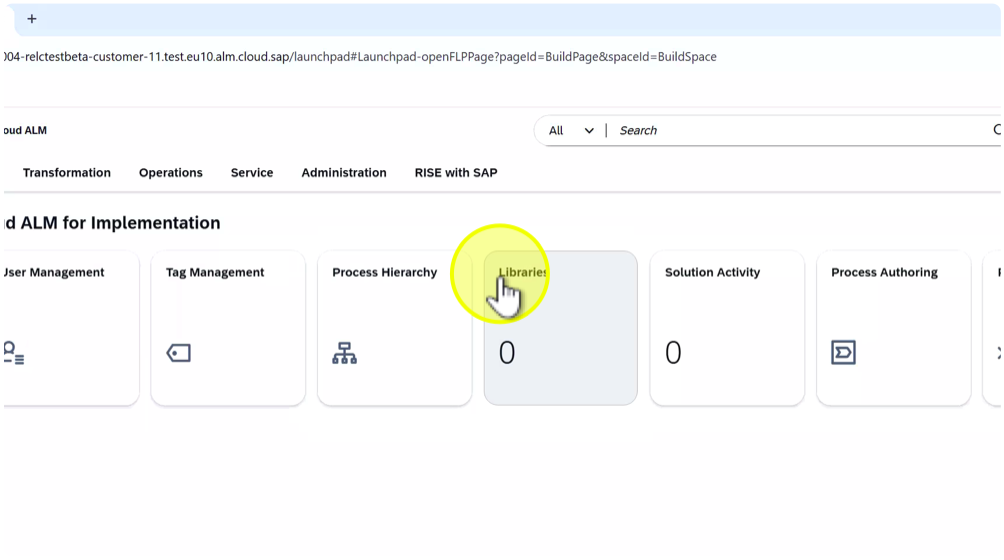 +
004-relctestbeta-customer-11.test.eu10.alm.cloud.sap/launchpad#Launchpad-openFLPPage?pageId=BuildPage&spaceId=BuildSpace
oud ALM
All | Search
Transformation Operations Service Administration RISE with SAP
d ALM for Implementation
User Management Tag Management Process Hierarchy Libraries Solution Activity Process Authoring
0 0